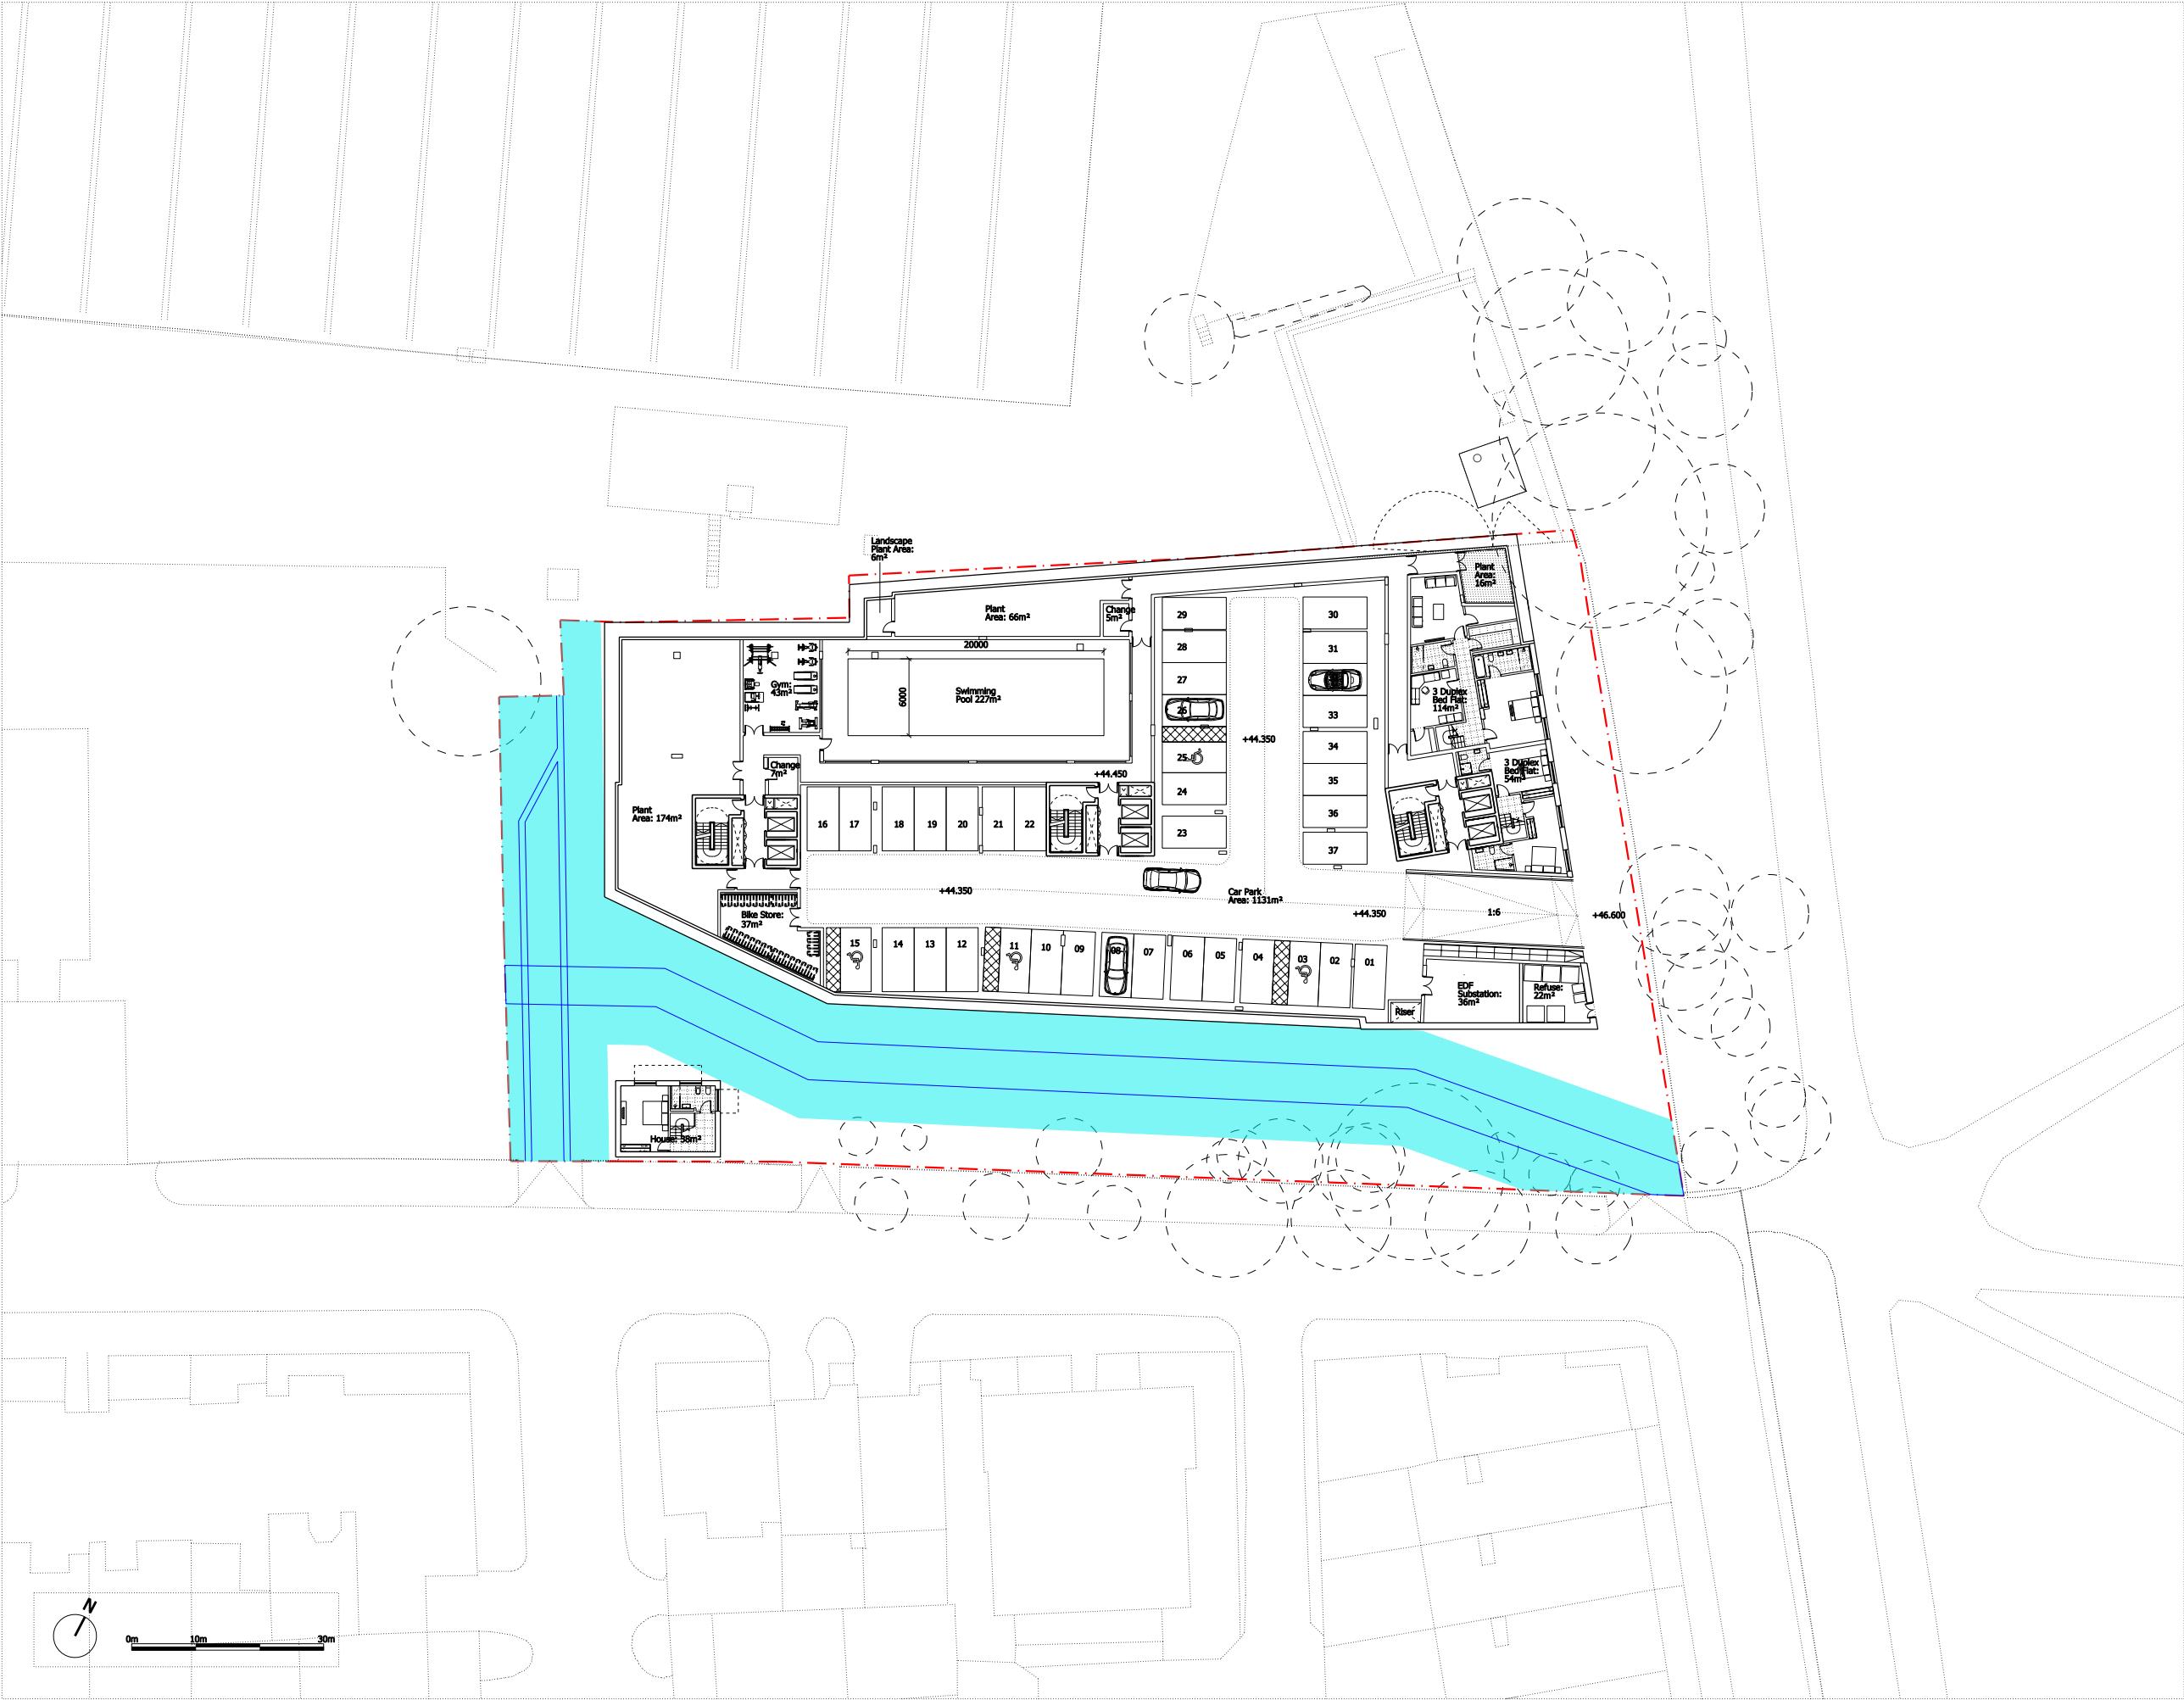 Landscape
Plant Area:
6m²
Plant
Area:
16m²
Plant
Area: 66m²
Change
5m²
29
30
28
31
20000
27
Gym:
43m²
6000
Swimming
Pool 227m²
3 Duplex
Bed Flat:
114m²
26
33
+44.350
34
25
Change
7m²
3 Duplex
Bed Flat:
54m²
+44.450
24
35
Plant
Area: 174m²
16
17
18
19
20
21
22
23
36
37
+44.350
Car Park
Area: 1131m²
+44.350
1:6
+46.600
Bike Store:
37m²
15
14
13
12
11
10
09
08
07
06
05
04
03
02
01
EDF
Substation:
36m²
Refuse:
22m²
Riser
House: 38m²
N
0m
10m
30m